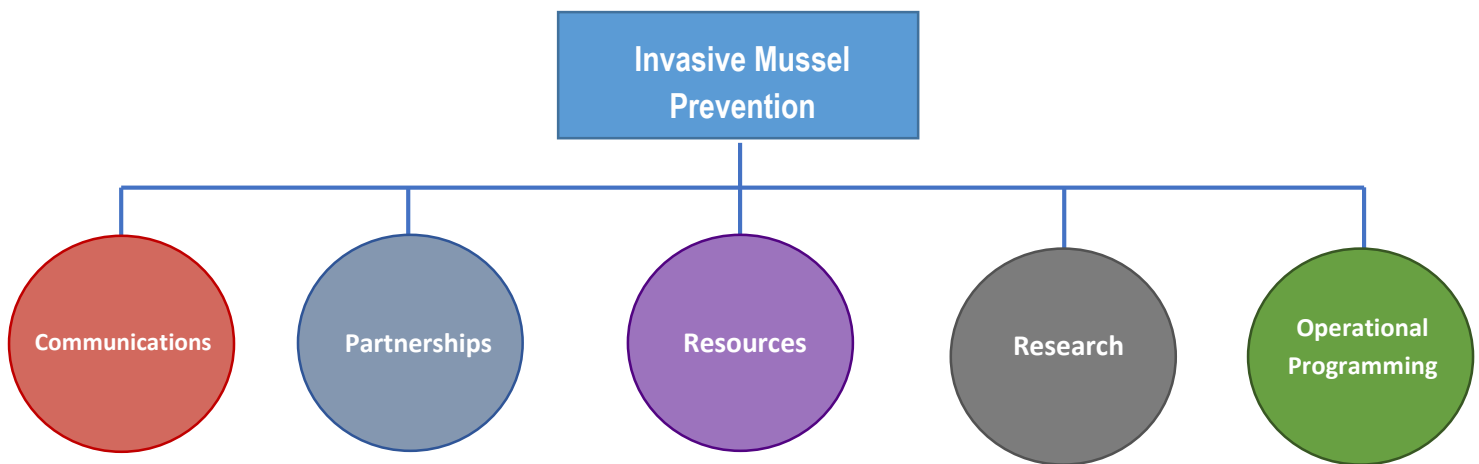 Invasive Mussel
Prevention
Communications
Partnerships
Resources
Research
Operational
Programming